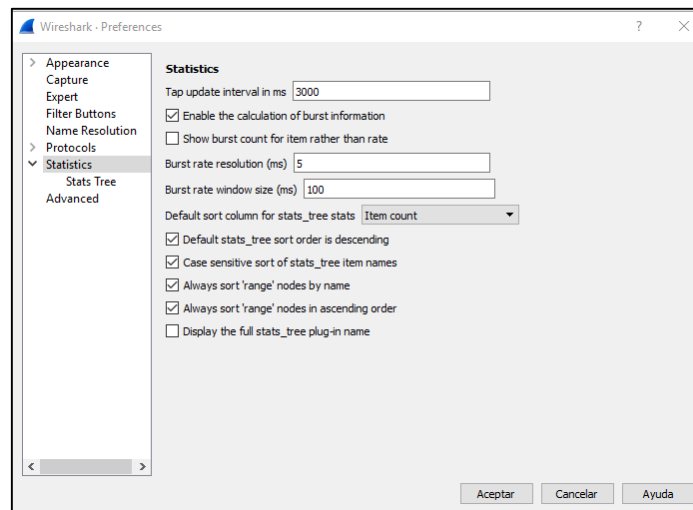 Wireshark · Preferences
Appearance
Capture
Expert
Filter Buttons
Name Resolution
Protocols
Statistics
Stats Tree
Advanced
Statistics
Tap update interval in ms 3000
Enable the calculation of burst information
Show burst count for item rather than rate
Burst rate resolution (ms) 5
Burst rate window size (ms) 100
Default sort column for stats_tree stats Item count
Default stats_tree sort order is descending
Case sensitive sort of stats_tree item names
Always sort 'range' nodes by name
Always sort 'range' nodes in ascending order
Display the full stats_tree plug-in name
Aceptar Cancelar Ayuda